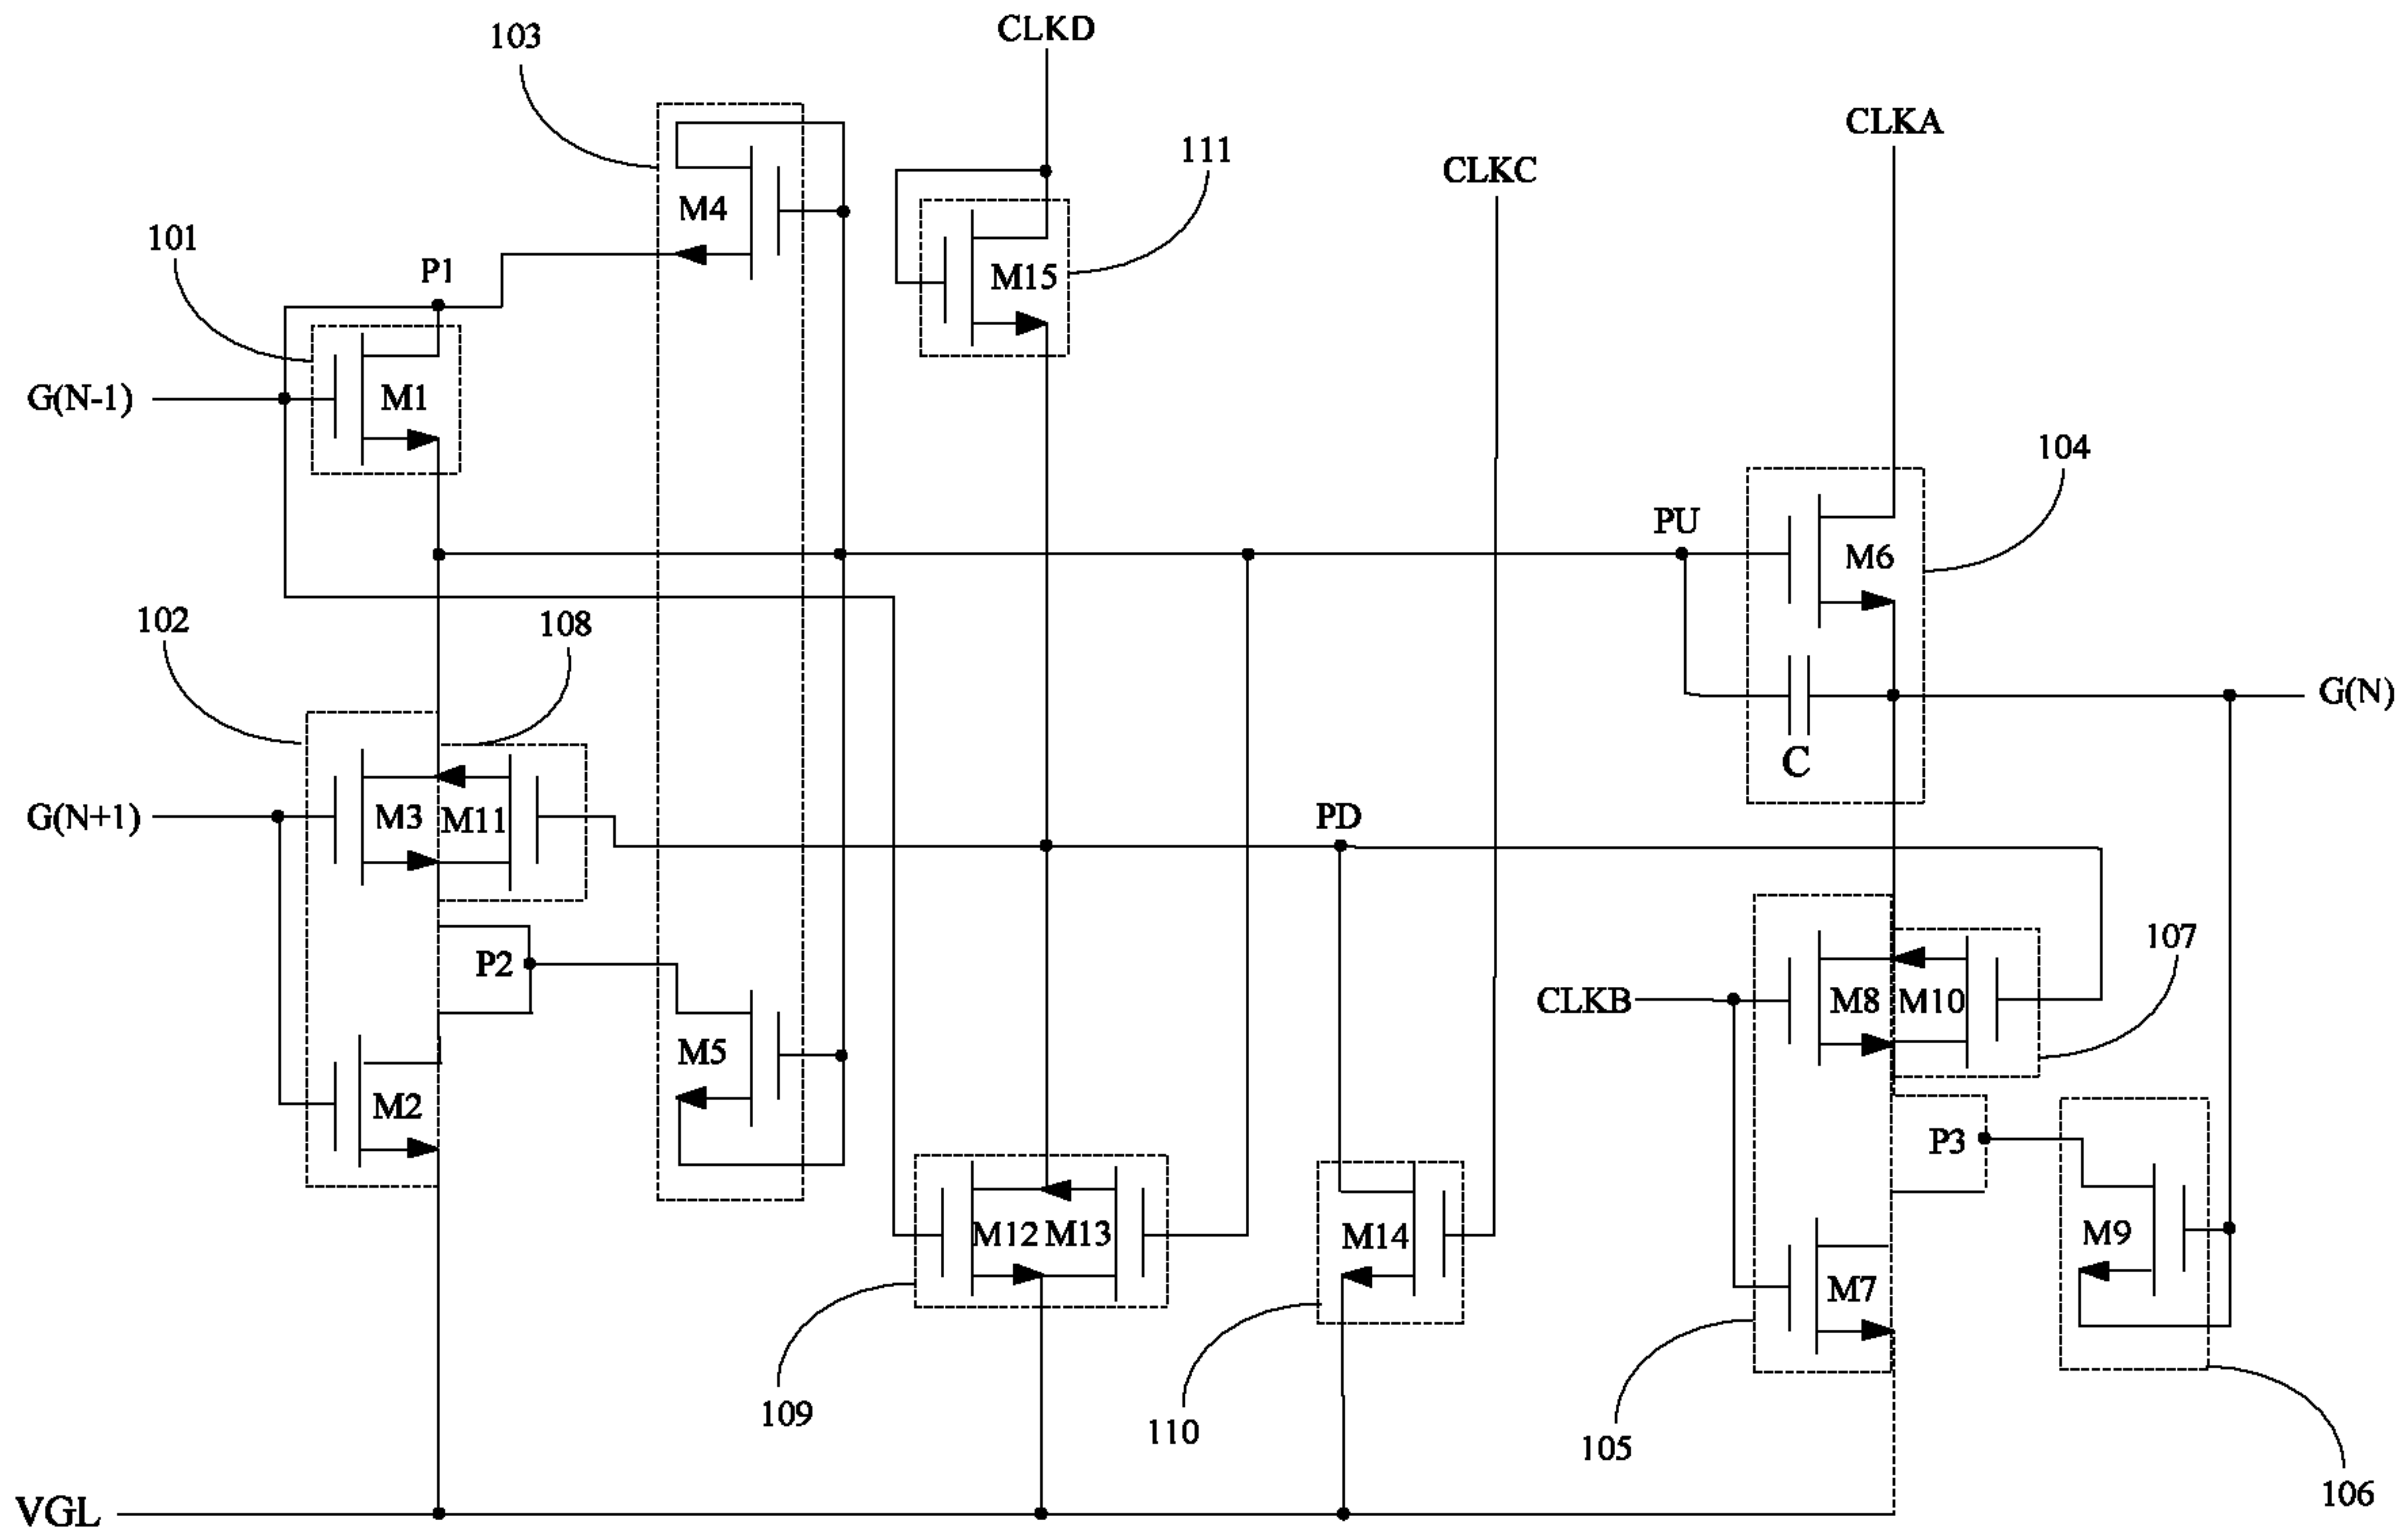 CLKD
103
CLKA
111
CLKC
M4
101
P1
M15
G(N-1)
M1
104
PU
M6
102
108
G(N)
C
G(N+1)
M3
M11
PD
107
P2
CLKB
M8
M10
M5
M2
P3
M12
M13
M14
M9
M7
109
110
105
106
VGL